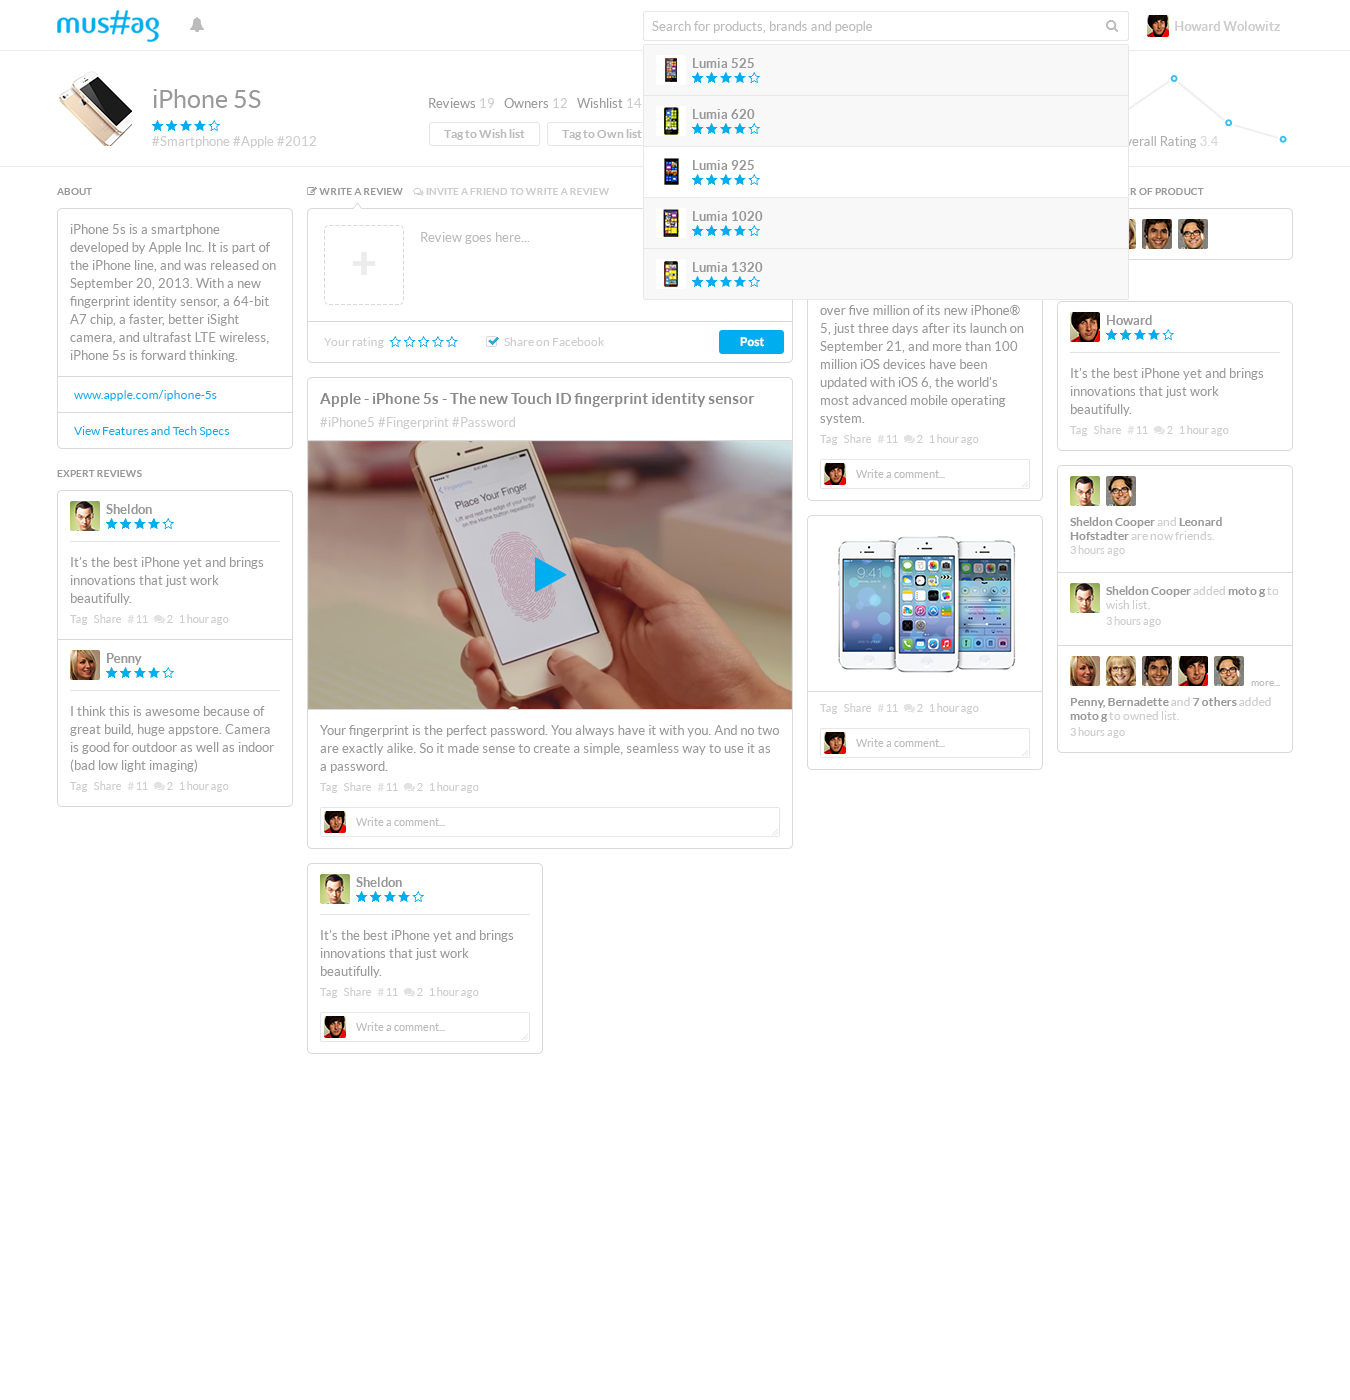 mus#ag
Search for products, brands and people
Howard Wolowitz
Lumia 525
Lumia 620
Lumia 925
Lumia 1020
Lumia 1320
iPhone 5S
#Smartphone #Apple #2012
Reviews 19 Owners 12 Wishlist 14
Tag to Wish list
Tag to Own list
verall Rating 3.4
ABOUT
iPhone 5s is a smartphone
developed by Apple Inc. It is part of
the iPhone line, and was released on
September 20, 2013. With a new
fingerprint identity sensor, a 64-bit
A7 chip, a faster, better iSight
camera, and ultrafast LTE wireless,
iPhone 5s is forward thinking.
www.apple.com/iphone-5s
View Features and Tech Specs
EXPERT REVIEWS
Sheldon
It's the best iPhone yet and brings
innovations that just work
beautifully.
Tag Share # 11 2 1 hour ago
Penny
I think this is awesome because of
great build, huge appstore. Camera
is good for outdoor as well as indoor
(bad low light imaging)
Tag Share # 11 2 1 hour ago
WRITE A REVIEW
INVITE A FRIEND TO WRITE A REVIEW
Review goes here...
Your rating
Share on Facebook
Post
Apple - iPhone 5s - The new Touch ID fingerprint identity sensor
#iPhone5 #Fingerprint #Password
Place Your Finger
Lift and rest the edge of your finger
on the Home button repeatedly.
Your fingerprint is the perfect password. You always have it with you. And no two
are exactly alike. So it made sense to create a simple, seamless way to use it as
a password.
Tag Share # 11 2 1 hour ago
Write a comment...
Sheldon
It's the best iPhone yet and brings
innovations that just work
beautifully.
Tag Share # 11 2 1 hour ago
Write a comment...
over five million of its new iPhone®
5, just three days after its launch on
September 21, and more than 100
million iOS devices have been
updated with iOS 6, the world's
most advanced mobile operating
system.
Tag Share # 11 2 1 hour ago
Write a comment...
9:41
Tag Share # 11 2 1 hour ago
Write a comment...
R OF PRODUCT
Howard
It's the best iPhone yet and brings
innovations that just work
beautifully.
Tag Share # 11 2 1 hour ago
Sheldon Cooper and Leonard
Hofstadter are now friends.
3 hours ago
Sheldon Cooper added moto g to
wish list.
3 hours ago
more...
Penny, Bernadette and 7 others added
moto g to owned list.
3 hours ago